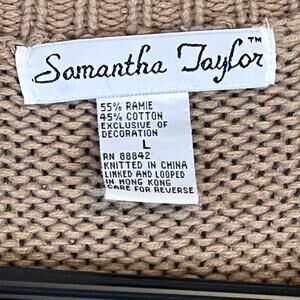 Samantha Taylor™
55% RAMIE
45% COTTON
EXCLUSIVE OF
DECORATION
L
RN 88842
KNITTED IN CHINA
LINKED AND LOOPED
IN HONG KONG
CARE FOR REVERSE